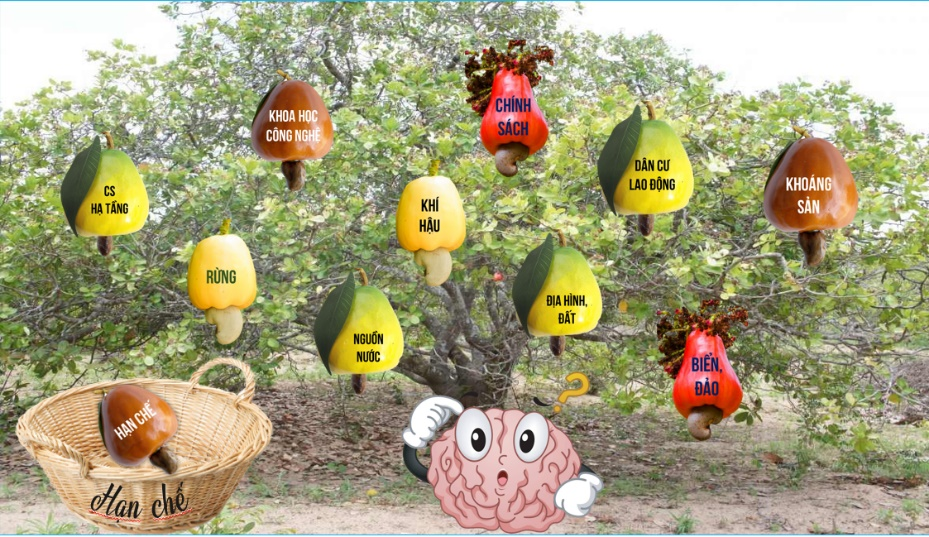 KHOA HỌC
CÔNG NGHỆ
CHÍNH
SÁCH
CS
HẠ TẦNG
DÂN CƯ
LAO ĐỘNG
KHOÁNG
SẢN
KHÍ
HẬU
RỪNG
NGUỒN
NƯỚC
ĐỊA HÌNH,
ĐẤT
BIỂN,
ĐẢO
HẠN CHẾ
Hạn chế